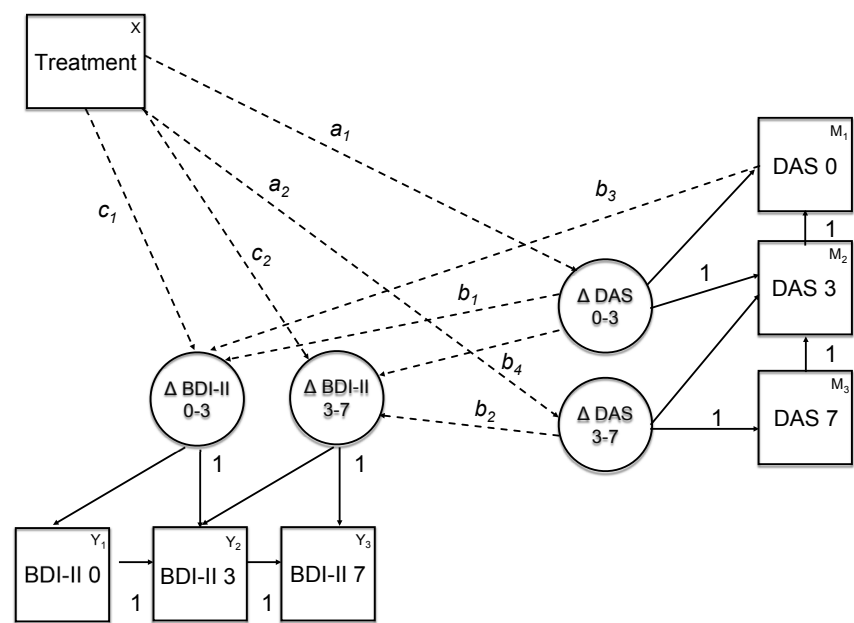 X
Treatment
a1
a2
c1
c2
b3
b1
b4
b2
M1
DAS 0
1
M2
DAS 3
1
M3
DAS 7
Δ DAS
0-3
1
Δ DAS
3-7
1
Δ BDI-II
0-3
Δ BDI-II
3-7
1
1
Y1
BDI-II 0
Y2
BDI-II 3
Y3
BDI-II 7
1
1